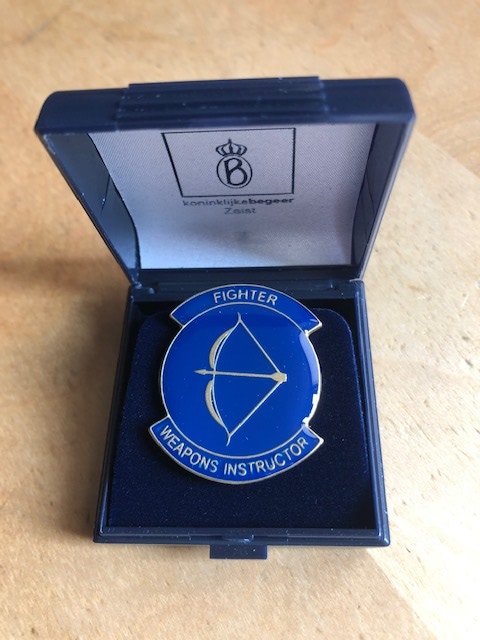 B
koninklijkebegeer
Zeist
FIGHTER
WEAPONS INSTRUCTOR